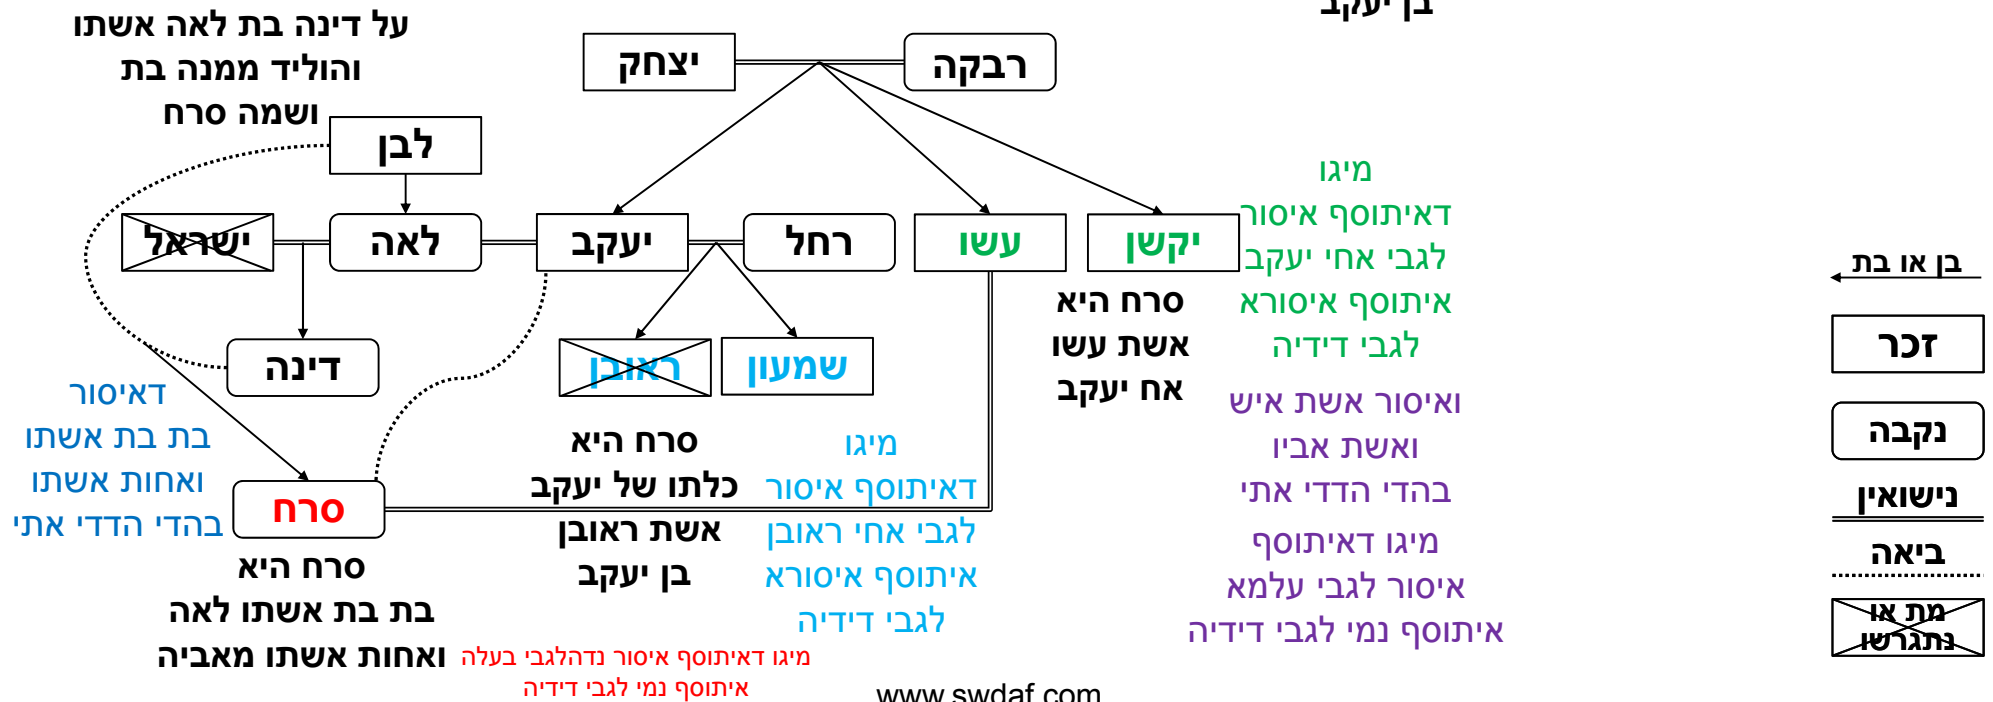 בן יעקב
על דינה בת לאה אשתו
והוליד ממנה בת
ושמה סרח
יצחק
רבקה
לבן
ישראל
לאה
יעקב
רחל
עשו
יקשן
מיגו
דאיתוסף איסור
לגבי אחי יעקב
איתוסף איסורא
לגבי דידיה
סרח היא
אשת עשו
אח יעקב
דינה
ראובן
שמעון
דאיסור
בת בת אשתו
ואחות אשתו
בהדי הדדי אתי
סרח
סרח היא
כלתו של יעקב
אשת ראובן
בן יעקב
מיגו
דאיתוסף איסור
לגבי אחי ראובן
איתוסף איסורא
לגבי דידיה
ואיסור אשת איש
ואשת אביו
בהדי הדדי אתי
מיגו דאיתוסף
איסור לגבי עלמא
איתוסף נמי לגבי דידיה
סרח היא
בת בת אשתו לאה
ואחות אשתו מאביה
מיגו דאיתוסף איסור נדהלגבי בעלה
איתוסף נמי לגבי דידיה
www.swdaf.com
בן או בת
זכר
נקבה
נישואין
ביאה
מת או
נתגרשו